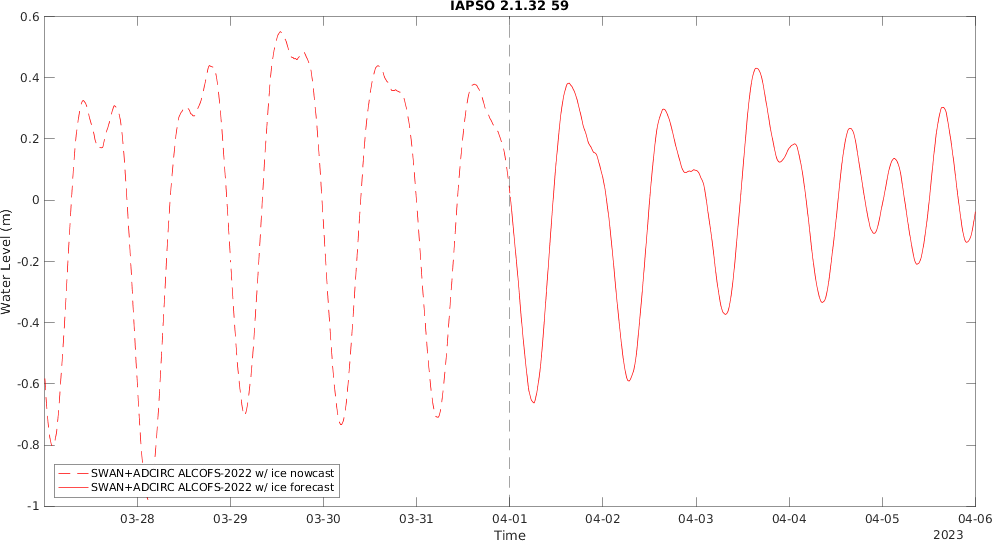 IAPSO 2.1.32 59
0.6
0.4
0.2
0
-0.2
-0.4
-0.6
-0.8
-1
Water Level (m)
SWAN+ADCIRC ALCOFS-2022 w/ ice nowcast
SWAN+ADCIRC ALCOFS-2022 w/ ice forecast
03-28 03-29 03-30 03-31 04-01 04-02 04-03 04-04 04-05 04-06
Time
2023